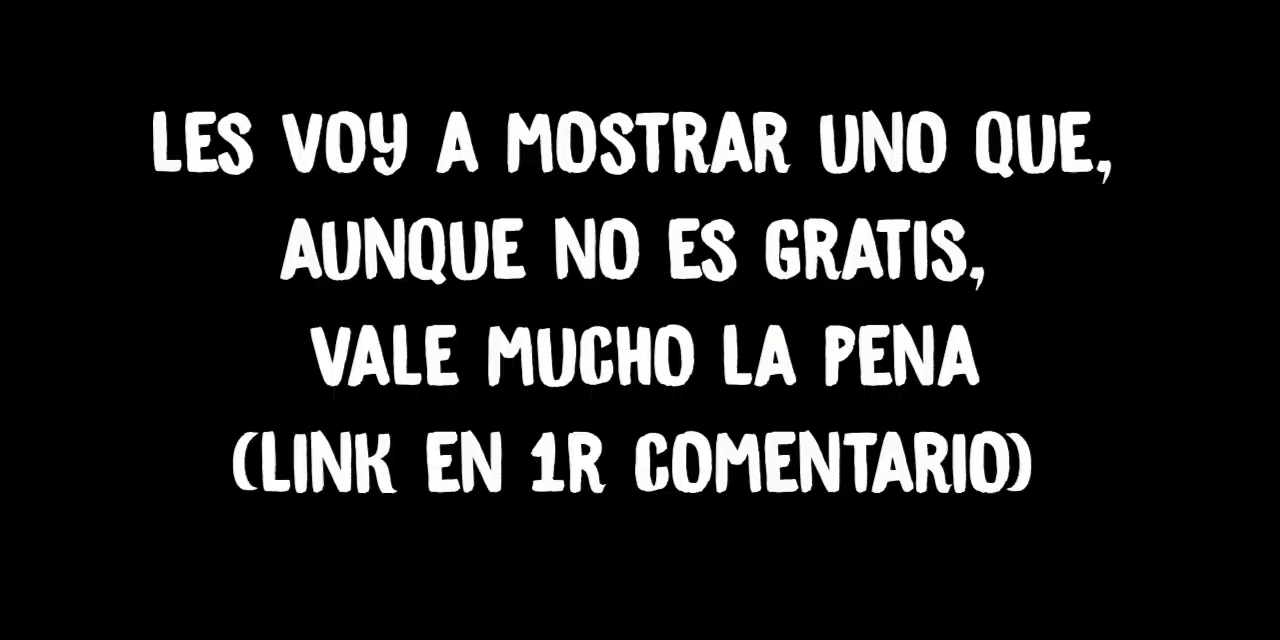 LES VOY A MOSTRAR UNO QUE,
AUNQUE NO ES GRATIS,
VALE MUCHO LA PENA
(LINK EN 1R COMENTARIO)